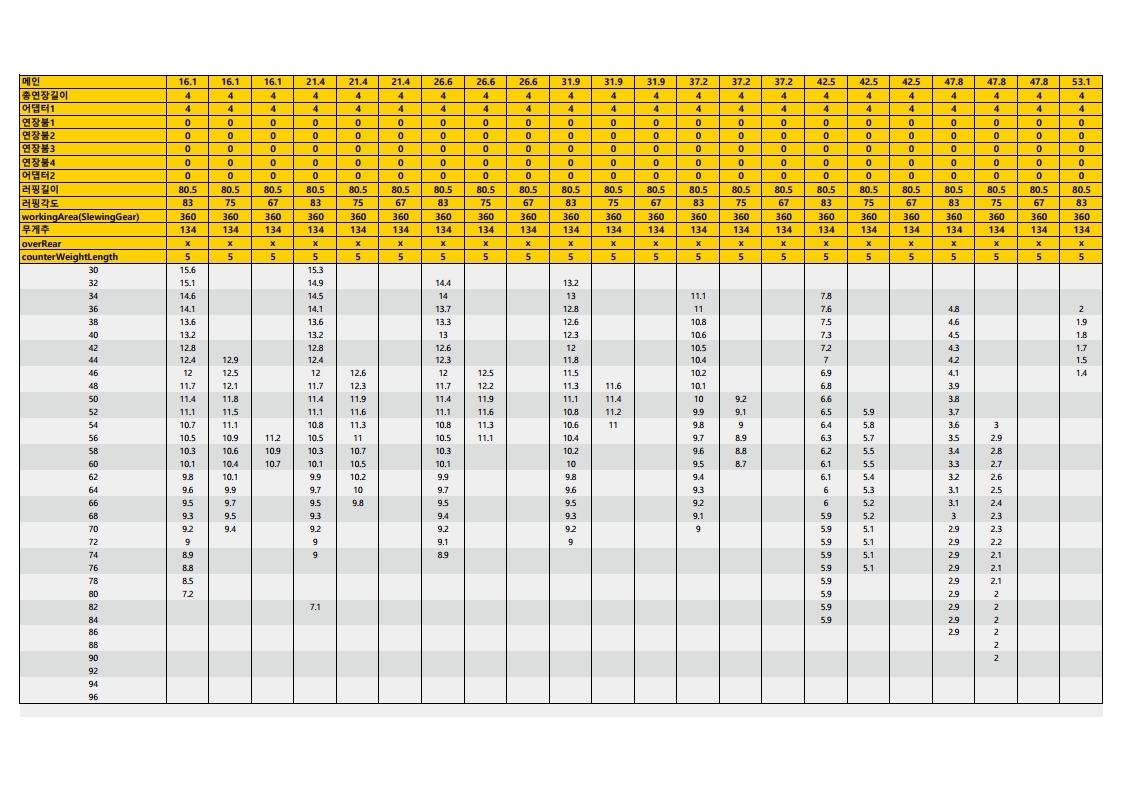 메인 16.1 16.1 16.1 21.4 21.4 21.4 26.6 26.6 26.6 31.9 31.9 31.9 37.2 37.2 37.2 42.5 42.5 42.5 47.8 47.8 47.8 53.1
총연장길이 4 4 4 4 4 4 4 4 4 4 4 4 4 4 4 4 4 4 4 4 4 4
어댑터1 4 4 4 4 4 4 4 4 4 4 4 4 4 4 4 4 4 4 4 4 4 4
연장붐1 0 0 0 0 0 0 0 0 0 0 0 0 0 0 0 0 0 0 0 0 0 0
연장붐2 0 0 0 0 0 0 0 0 0 0 0 0 0 0 0 0 0 0 0 0 0 0
연장붐3 0 0 0 0 0 0 0 0 0 0 0 0 0 0 0 0 0 0 0 0 0 0
연장붐4 0 0 0 0 0 0 0 0 0 0 0 0 0 0 0 0 0 0 0 0 0 0
어댑터2 0 0 0 0 0 0 0 0 0 0 0 0 0 0 0 0 0 0 0 0 0 0
러핑길이 80.5 80.5 80.5 80.5 80.5 80.5 80.5 80.5 80.5 80.5 80.5 80.5 80.5 80.5 80.5 80.5 80.5 80.5 80.5 80.5 80.5 80.5
러핑각도 83 75 67 83 75 67 83 75 67 83 75 67 83 75 67 83 75 67 83 75 67 83
workingArea(SlewingGear) 360 360 360 360 360 360 360 360 360 360 360 360 360 360 360 360 360 360 360 360 360 360
무게추 134 134 134 134 134 134 134 134 134 134 134 134 134 134 134 134 134 134 134 134 134 134
overRear x x x x x x x x x x x x x x x x x x x x x x
counterWeightLength 5 5 5 5 5 5 5 5 5 5 5 5 5 5 5 5 5 5 5 5 5 5
30 15.6 15.3
32 15.1 14.9 14.4 13.2
34 14.6 14.5 14 13 11.1 7.8
36 14.1 14.1 13.7 12.8 11 7.6 4.8 2
38 13.6 13.6 13.3 12.6 10.8 7.5 4.6 1.9
40 13.2 13.2 13 12.3 10.6 7.3 4.5 1.8
42 12.8 12.8 12.6 12 10.5 7.2 4.3 1.7
44 12.4 12.9 12.4 12.3 11.8 10.4 7 4.2 1.5
46 12 12.5 12 12.6 12 12.5 11.5 10.2 6.9 4.1 1.4
48 11.7 12.1 11.7 12.3 11.7 12.2 11.3 11.6 10.1 6.8 3.9
50 11.4 11.8 11.4 11.9 11.4 11.9 11.1 11.4 10 9.2 6.6 3.8
52 11.1 11.5 11.1 11.6 11.1 11.6 10.8 11.2 9.9 9.1 6.5 5.9 3.7
54 10.7 11.1 10.8 11.3 10.8 11.3 10.6 11 9.8 9 6.4 5.8 3.6 3
56 10.5 10.9 11.2 10.5 11 10.5 11.1 10.4 9.7 8.9 6.3 5.7 3.5 2.9
58 10.3 10.6 10.9 10.3 10.7 10.3 10.2 9.6 8.8 6.2 5.5 3.4 2.8
60 10.1 10.4 10.7 10.1 10.5 10.1 10 9.5 8.7 6.1 5.5 3.3 2.7
62 9.8 10.1 9.9 10.2 9.9 9.8 9.4 6.1 5.4 3.2 2.6
64 9.6 9.9 9.7 10 9.7 9.6 9.3 6 5.3 3.1 2.5
66 9.5 9.7 9.5 9.8 9.5 9.5 9.2 6 5.2 3.1 2.4
68 9.3 9.5 9.3 9.4 9.3 9.1 5.9 5.2 3 2.3
70 9.2 9.4 9.2 9.2 9.2 9 5.9 5.1 2.9 2.3
72 9 9 9.1 9 5.9 5.1 2.9 2.2
74 8.9 9 8.9 5.9 5.1 2.9 2.1
76 8.8 5.9 5.1 2.9 2.1
78 8.5 5.9 2.9 2.1
80 7.2 5.9 2.9 2
82 7.1 5.9 2.9 2
84 5.9 2.9 2
86 2.9 2
88 2
90 2
92
94
96